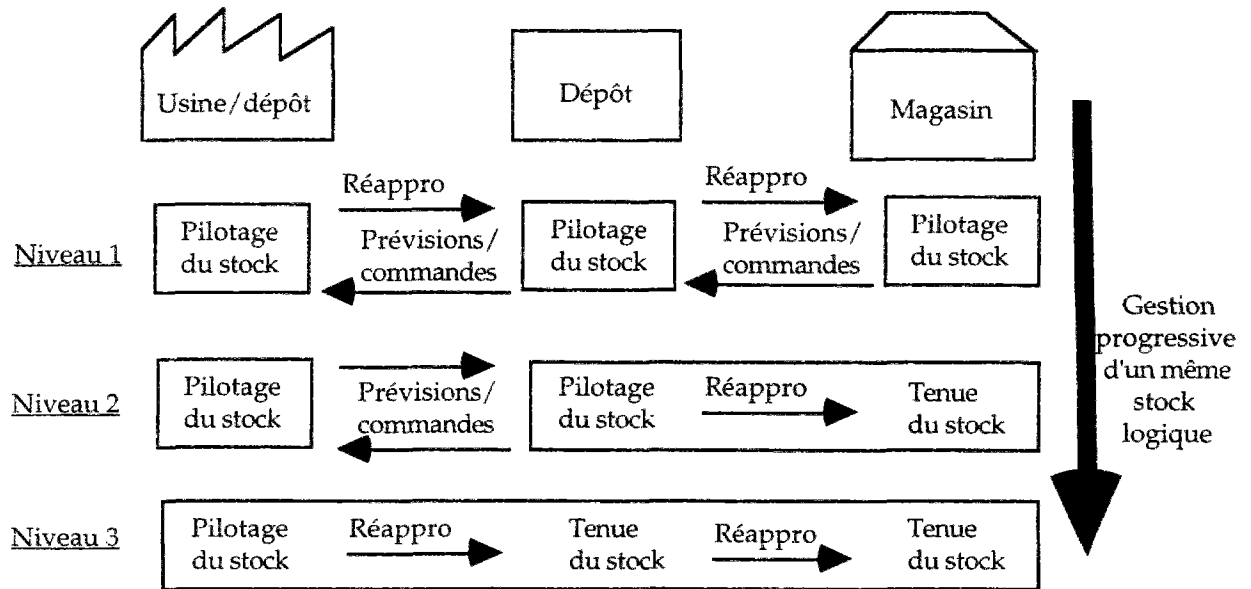 Usine/dépôt
Dépôt
Magasin
Réappro
Réappro
Niveau 1
Pilotage
du stock
Prévisions/
commandes
Pilotage
du stock
Prévisions/
commandes
Pilotage
du stock
Niveau 2
Pilotage
du stock
Prévisions/
commandes
Pilotage
du stock
Réappro
Tenue
du stock
Niveau 3
Pilotage
du stock
Réappro
Tenue
du stock
Réappro
Tenue
du stock
Gestion
progressive
d'un même
stock
logique